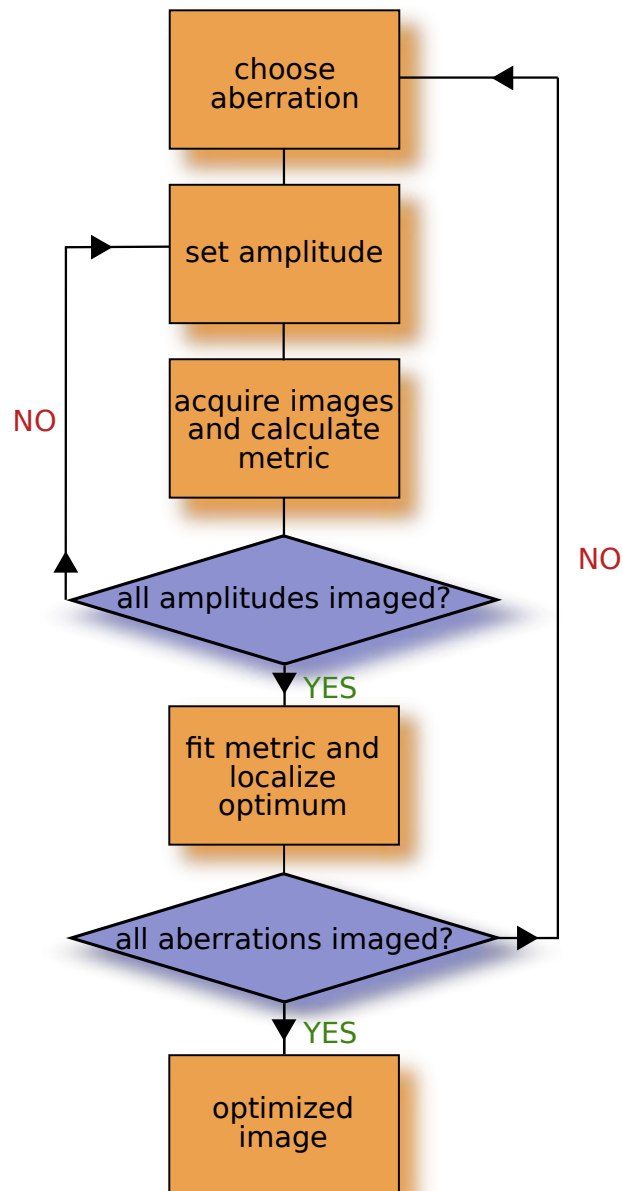 choose
aberration
set amplitude
acquire images
and calculate
metric
NO
all amplitudes imaged?
NO
YES
fit metric and
localize
optimum
all aberrations imaged?
YES
optimized
image